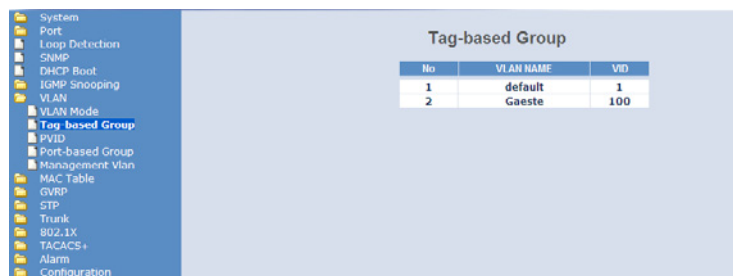 System
Port
Loop Detection
SNMP
DHCP Boot
IGMP Snooping
VLAN
VLAN Mode
Tag-based Group
PVID
Port-based Group
Management Vlan
MAC Table
GVRP
STP
Trunk
802.1X
TACACS+
Alarm
Configuration
Tag-based Group
No VLAN NAME VID
1 default 1
2 Gaeste 100